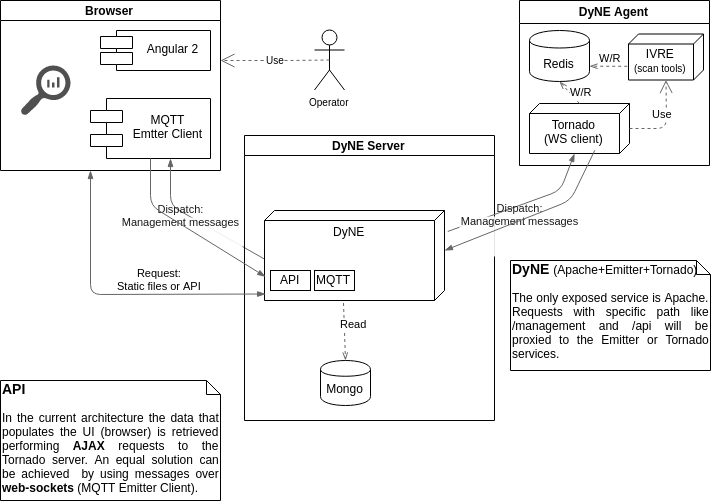 Browser
Angular 2
MQTT
Emtter Client
Use
Operator
DyNE Agent
Redis
W/R
IVRE
(scan tools)
W/R
Use
Tornado
(WS client)
DyNE Server
Dispatch:
Management messages
Dispatch:
Management messages
DyNE
API
MQTT
Request:
Static files or API
Read
Mongo
DyNE (Apache+Emitter+Tornado)
The only exposed service is Apache.
Requests with specific path like
/management and /api will be
proxied to the Emitter or Tornado
services.
API
In the current architecture the data that
populates the UI (browser) is retrieved
performing AJAX requests to the
Tornado server. An equal solution can
be achieved by using messages over
web-sockets (MQTT Emitter Client).